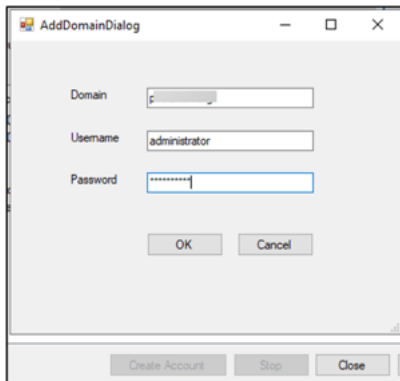 AddDomainDialog
Domain
Username administrator
Password **********
OK Cancel
Create Account Stop Close